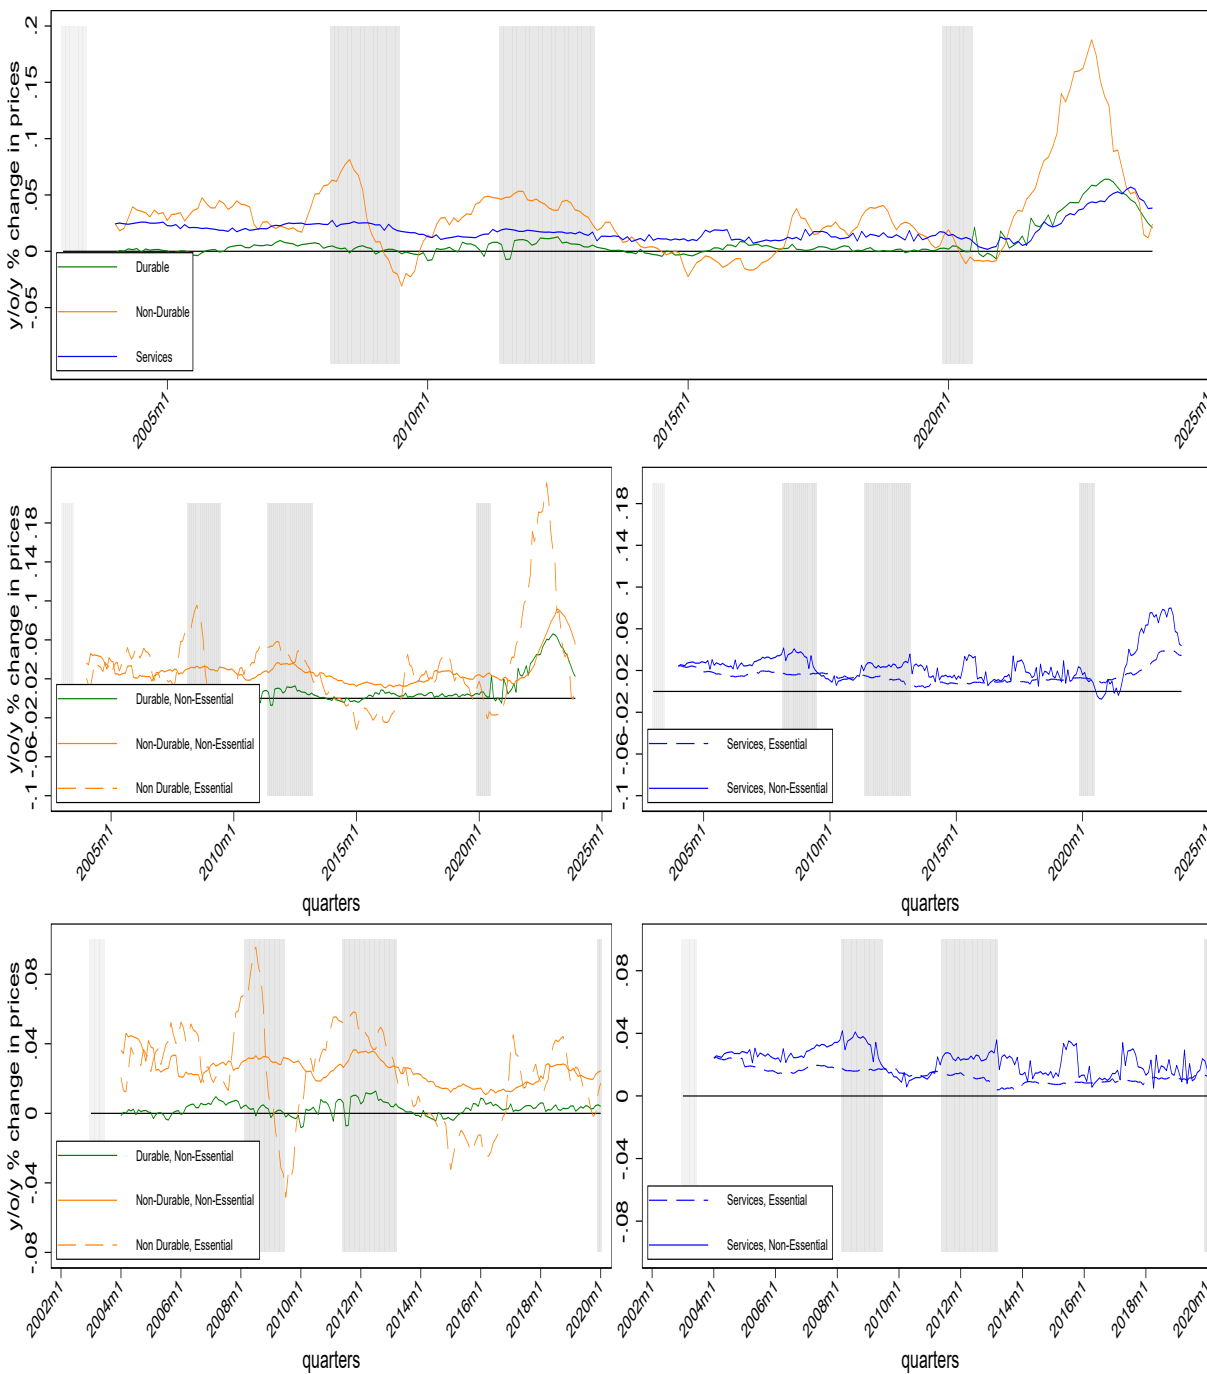 y/o/y % change in prices
.2
.15
.1
.05
0
-.05
Durable
Non-Durable
Services
2005m1
2010m1
2015m1
2020m1
2025m1
y/o/y % change in prices
.18
.14
.1
.06
.02
-.02
-.06
-.1
Durable, Non-Essential
Non-Durable, Non-Essential
Non Durable, Essential
2005m1
2010m1
2015m1
2020m1
2025m1
quarters
.18
.14
.1
.06
.02
-.02
-.06
-.1
Services, Essential
Services, Non-Essential
2005m1
2010m1
2015m1
2020m1
2025m1
quarters
y/o/y % change in prices
.08
.04
0
-.04
-.08
Durable, Non-Essential
Non-Durable, Non-Essential
Non Durable, Essential
2002m1
2004m1
2006m1
2008m1
2010m1
2012m1
2014m1
2016m1
2018m1
2020m1
quarters
.08
.04
0
-.04
-.08
Services, Essential
Services, Non-Essential
2002m1
2004m1
2006m1
2008m1
2010m1
2012m1
2014m1
2016m1
2018m1
2020m1
quarters